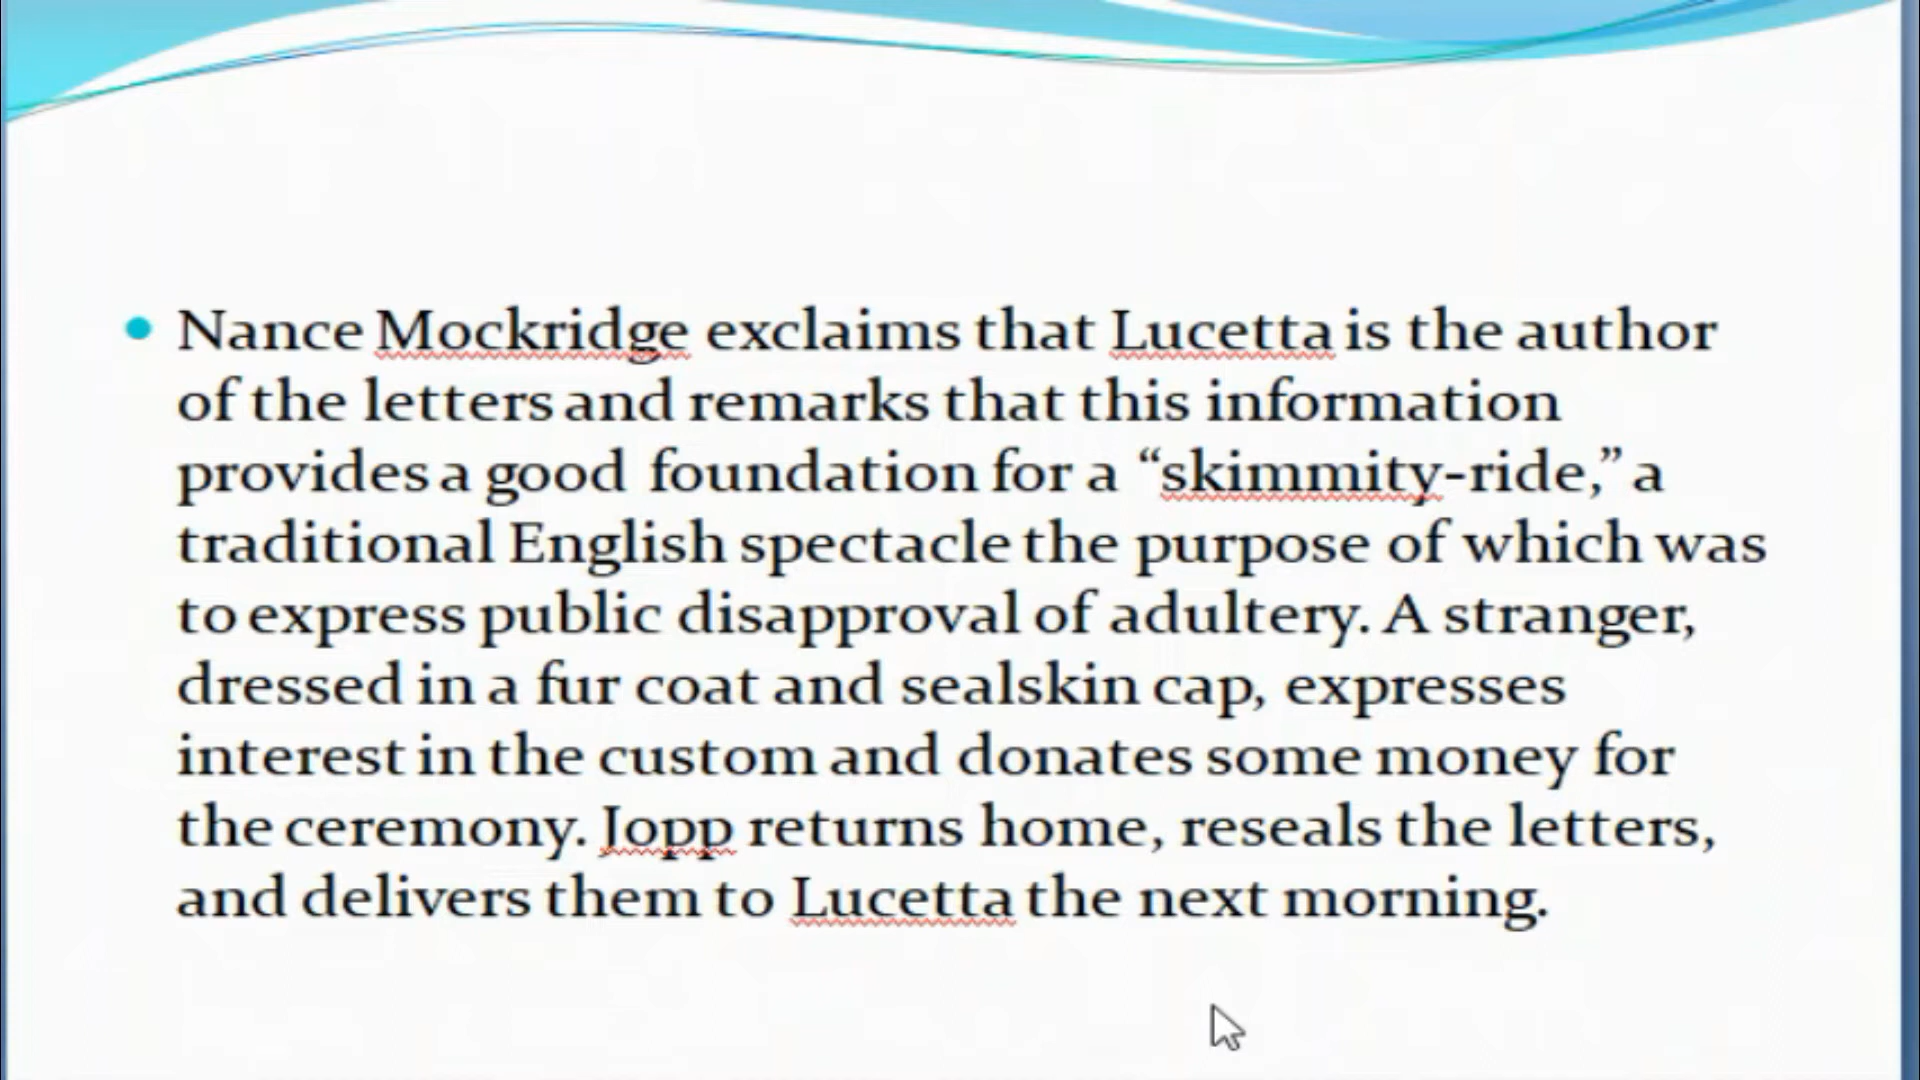 • Nance Mockridge exclaims that Lucetta is the author
of the letters and remarks that this information
provides a good foundation for a “skimmity-ride,” a
traditional English spectacle the purpose of which was
to express public disapproval of adultery. A stranger,
dressed in a fur coat and sealskin cap, expresses
interest in the custom and donates some money for
the ceremony. Jopp returns home, reseals the letters,
and delivers them to Lucetta the next morning.